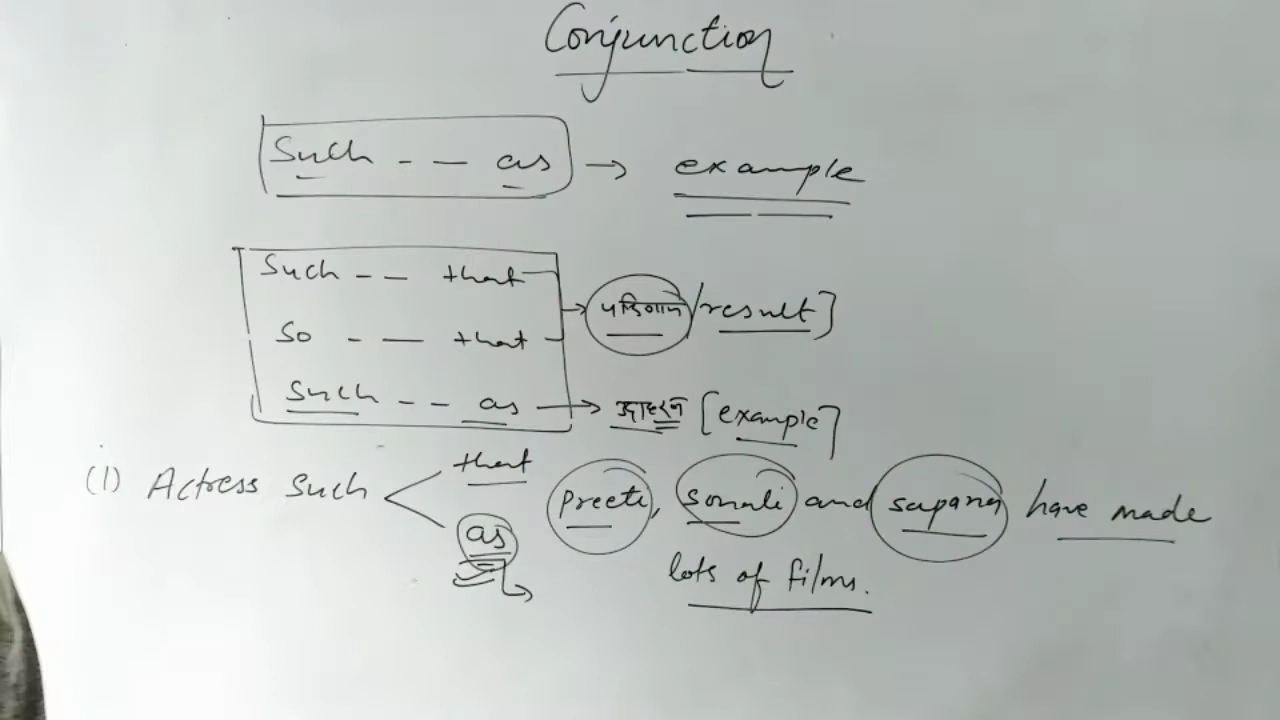 Conjunction
Such -- as → example
Such -- that
परिणाम/result]
So -- that
Such -- as → उदाहरण [example]
(1) Actress such
that
as
Preeti, Sonali and sapana have made
lots of films.